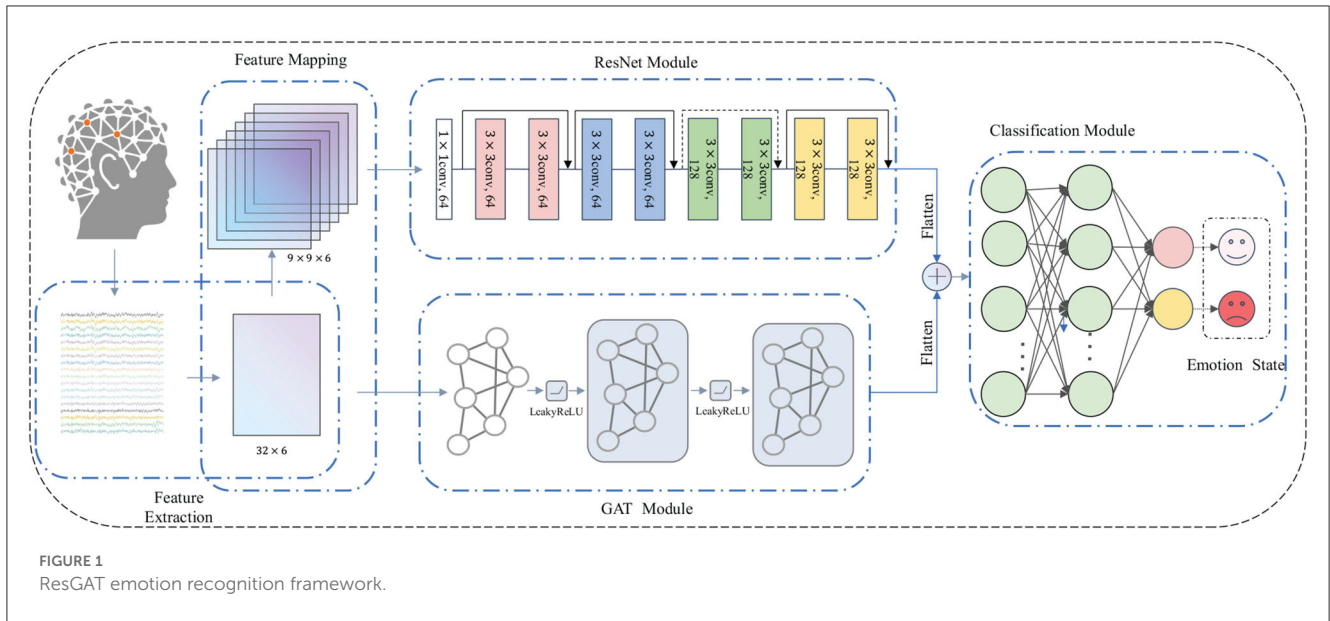 Feature Mapping
ResNet Module
Classification Module
1 × 1conv, 64
3 × 3conv, 64
3 × 3conv, 64
3 × 3conv, 64
3 × 3conv, 64
3 × 3conv,
128
3 × 3conv,
128
3 × 3conv,
128
3 × 3conv,
128
9 × 9 × 6
Flatten
Flatten
32 × 6
LeakyReLU
LeakyReLU
Emotion State
Feature
Extraction
GAT Module
FIGURE 1
ResGAT emotion recognition framework.